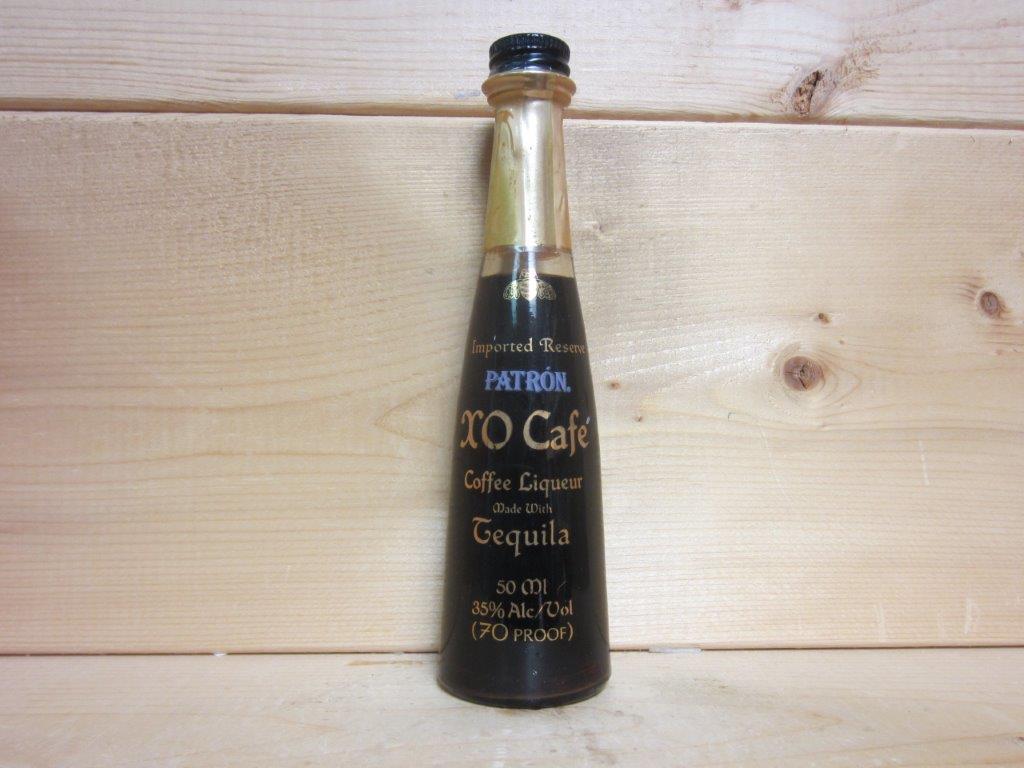 Imported Reserve
PATRÓN.
XO Café
Coffee Liqueur
Made With
Tequila
50 Ml
35% Alc/Vol
(70 PROOF)